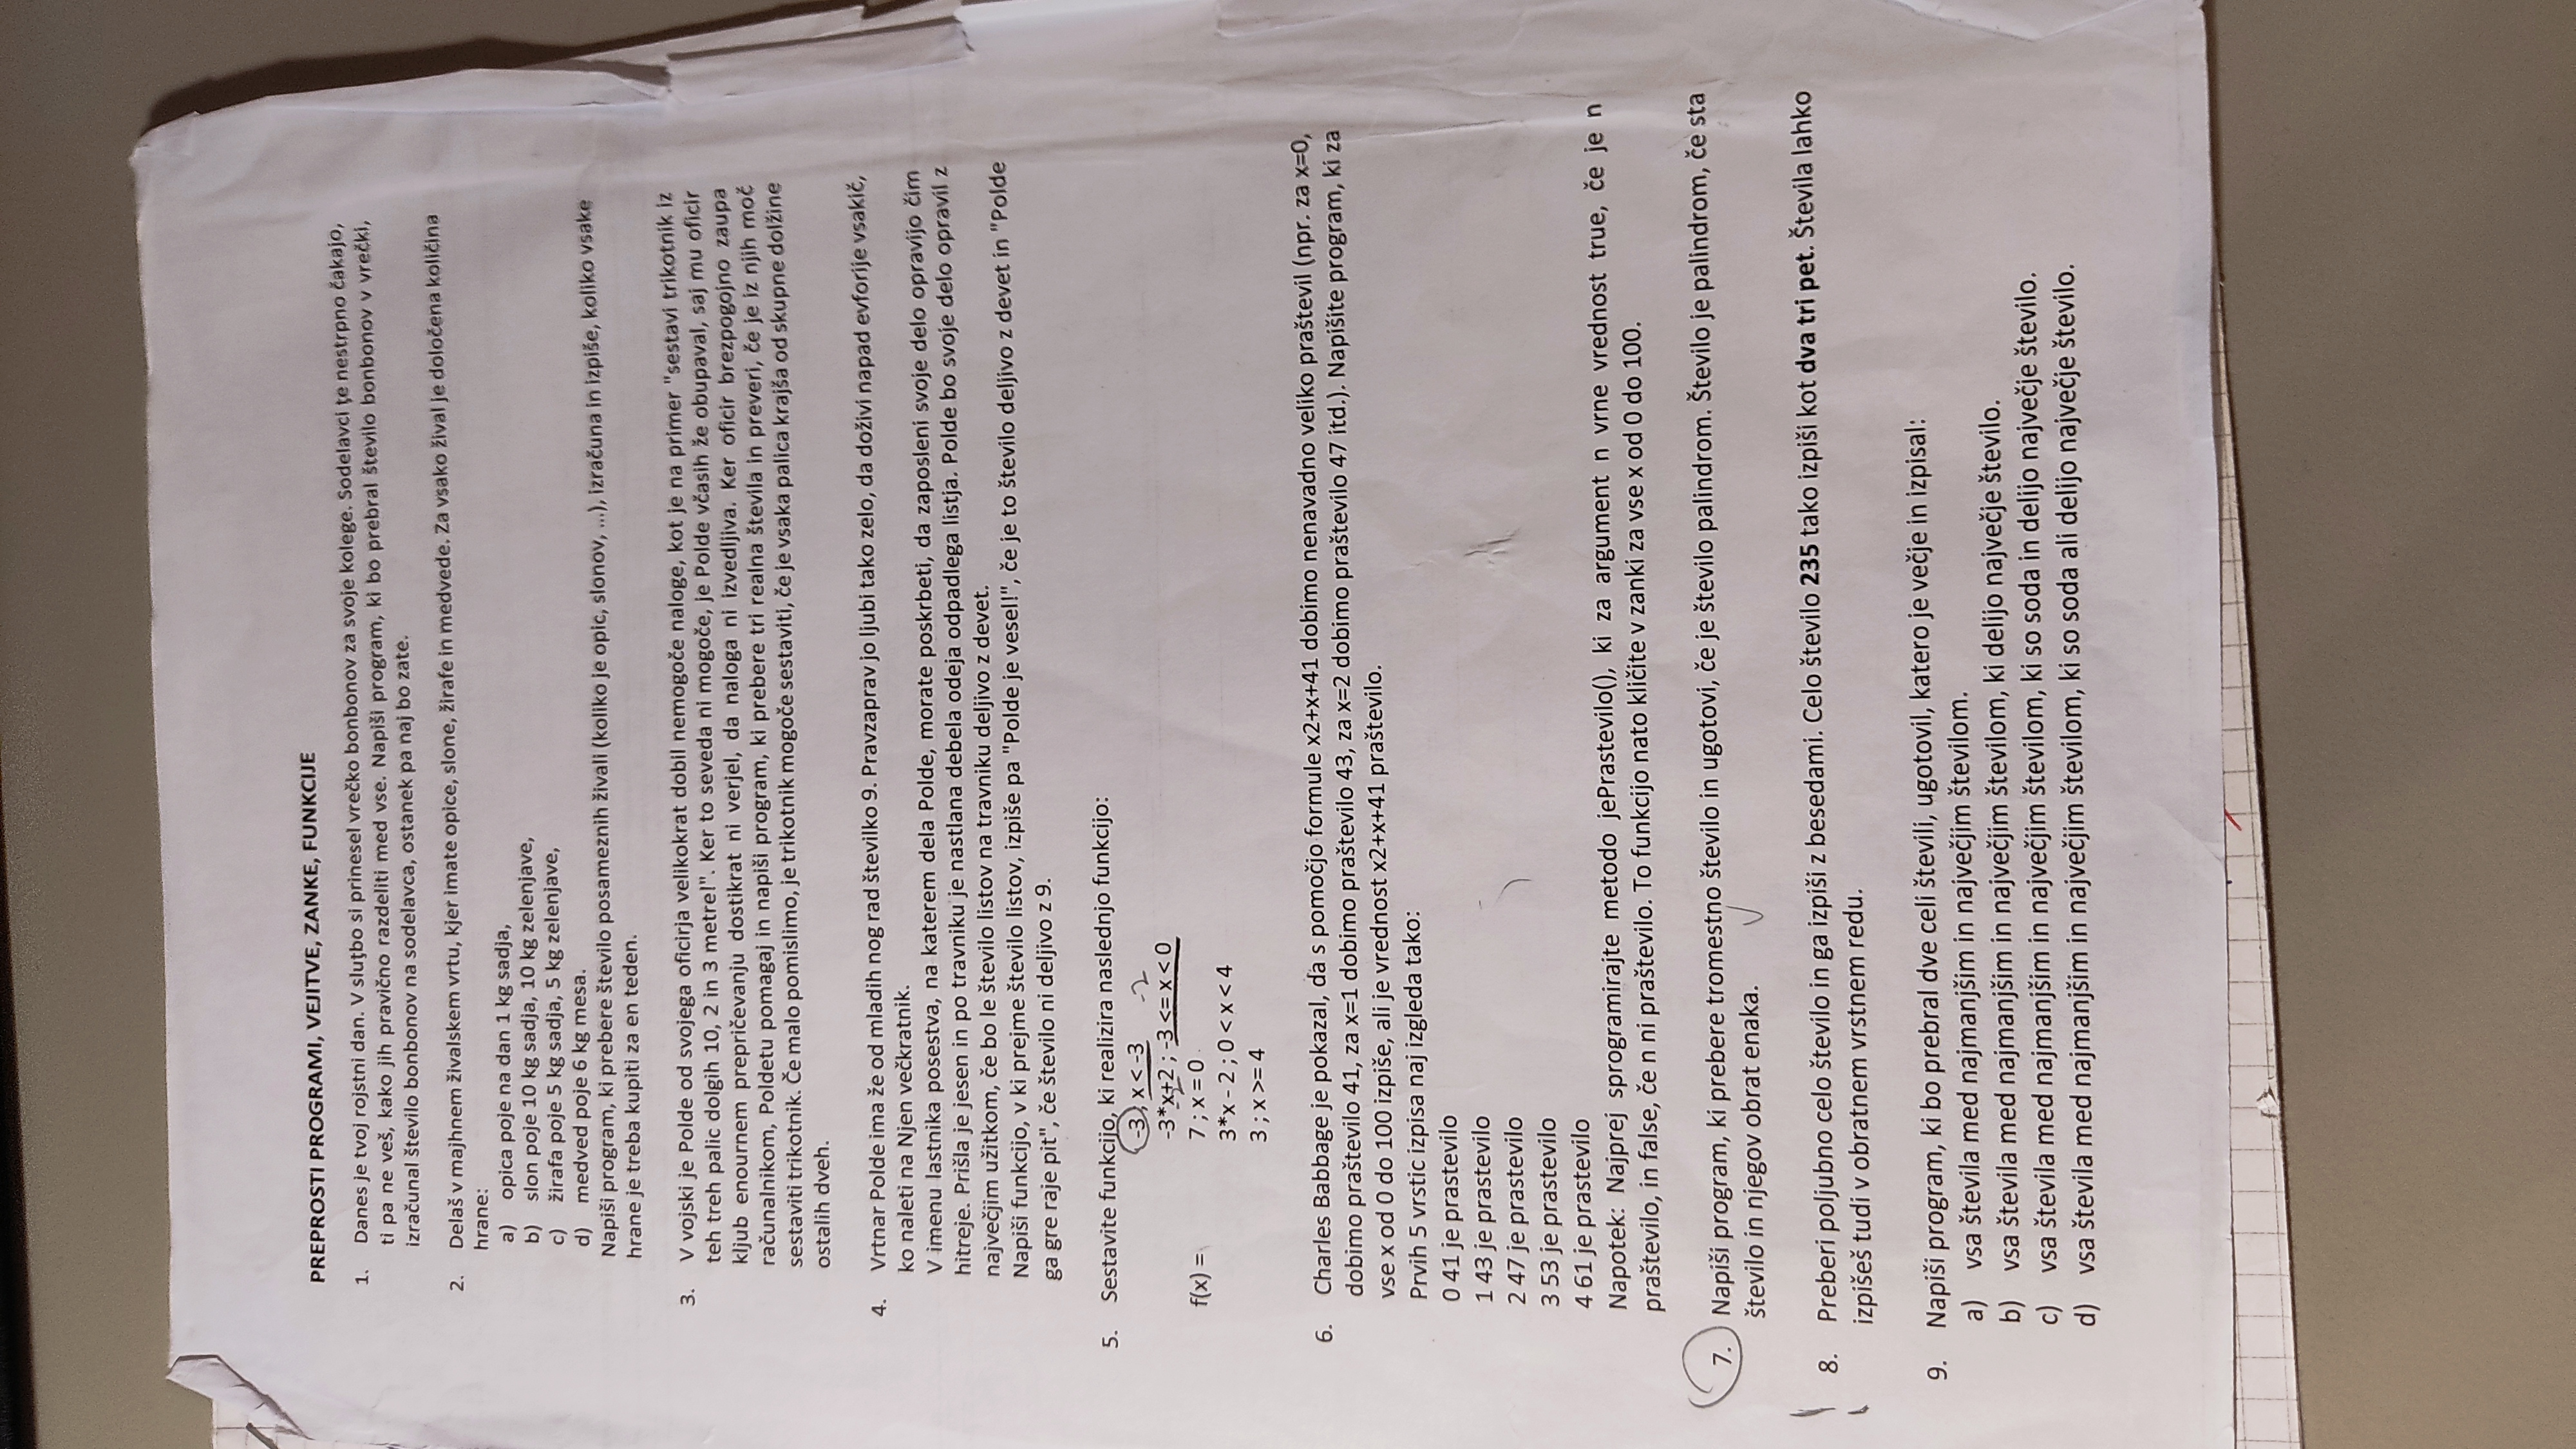 PREPROSTI PROGRAMI, VEJITVE, ZANKE, FUNKCIJE
1. Danes je tvoj rojstni dan. V sluţbo si prinesel vrečko bonbonov za svoje kolege. Sodelavci ţe nestrpno čakajo,
ti pa ne veš, kako jih pravično razdeliti med vse. Napiši program, ki bo prebral število bonbonov v vrečki,
izračunal število bonbonov na sodelavca, ostanek pa naj bo zate.
2. Delaš v majhnem živalskem vrtu, kjer imate opice, slone, žirafe in medvede. Za vsako žival je določena količina
hrane:
a) opica poje na dan 1 kg sadja,
b) slon poje 10 kg sadja, 10 kg zelenjave,
c) žirafa poje 5 kg sadja, 5 kg zelenjave,
d) medved poje 6 kg mesa.
Napiši program, ki prebere število posameznih živali (koliko je opic, slonov, ...), izračuna in izpiše, koliko vsake
hrane je treba kupiti za en teden.
3. V vojski je Polde od svojega oficirja velikokrat dobil nemogoče naloge, kot je na primer "sestavi trikotnik iz
teh treh palic dolgih 10, 2 in 3 metre!". Ker to seveda ni mogoče, je Polde včasih že obupaval, saj mu oficir
kljub enournem prepričevanju dostikrat ni verjel, da naloga ni izvedljiva. Ker oficir brezpogojno zaupa
računalnikom, Poldetu pomagaj in napiši program, ki prebere tri realna števila in preveri, če je iz njih moč
sestaviti trikotnik. Če malo pomislimo, je trikotnik mogoče sestaviti, če je vsaka palica krajša od skupne dolžine
ostalih dveh.
4. Vrtnar Polde ima že od mladih nog rad številko 9. Pravzaprav jo ljubi tako zelo, da doživi napad evforije vsakič,
ko naleti na Njen večkratnik.
V imenu lastnika posestva, na katerem dela Polde, morate poskrbeti, da zaposleni svoje delo opravijo čim
hitreje. Prišla je jesen in po travniku je nastlana debela odeja odpadlega listja. Polde bo svoje delo opravil z
največjim užitkom, če bo le število listov na travniku deljivo z devet.
Napiši funkcijo, v ki prejme število listov, izpiše pa "Polde je vesel!", če je to število deljivo z devet in "Polde
ga gre raje pit", če število ni deljivo z 9.
5. Sestavite funkcijo, ki realizira naslednjo funkcijo:
-3 ; x < -3 -2
-3*x+2 ; -3 <= x < 0
f(x) = 7 ; x = 0
3*x - 2 ; 0 < x < 4
3 ; x >= 4
6. Charles Babbage je pokazal, da s pomočjo formule x2+x+41 dobimo nenavadno veliko praštevil (npr. za x=0,
dobimo praštevilo 41, za x=1 dobimo praštevilo 43, za x=2 dobimo praštevilo 47 itd.). Napišite program, ki za
vse x od 0 do 100 izpiše, ali je vrednost x2+x+41 praštevilo.
Prvih 5 vrstic izpisa naj izgleda tako:
0 41 je prastevilo
1 43 je prastevilo
2 47 je prastevilo
3 53 je prastevilo
4 61 je prastevilo
Napotek: Najprej sprogramirajte metodo jePrastevilo(), ki za argument n vrne vrednost true, če je n
praštevilo, in false, če n ni praštevilo. To funkcijo nato kličite v zanki za vse x od 0 do 100.
7. Napiši program, ki prebere tromestno število in ugotovi, če je število palindrom. Število je palindrom, če sta
število in njegov obrat enaka.
8. Preberi poljubno celo število in ga izpiši z besedami. Celo število 235 tako izpiši kot dva tri pet. Števila lahko
izpišeš tudi v obratnem vrstnem redu.
9. Napiši program, ki bo prebral dve celi števili, ugotovil, katero je večje in izpisal:
a) vsa števila med najmanjšim in največjim številom.
b) vsa števila med najmanjšim in največjim številom, ki delijo največje število.
c) vsa števila med najmanjšim in največjim številom, ki so soda in delijo največje število.
d) vsa števila med najmanjšim in največjim številom, ki so soda ali delijo največje število.